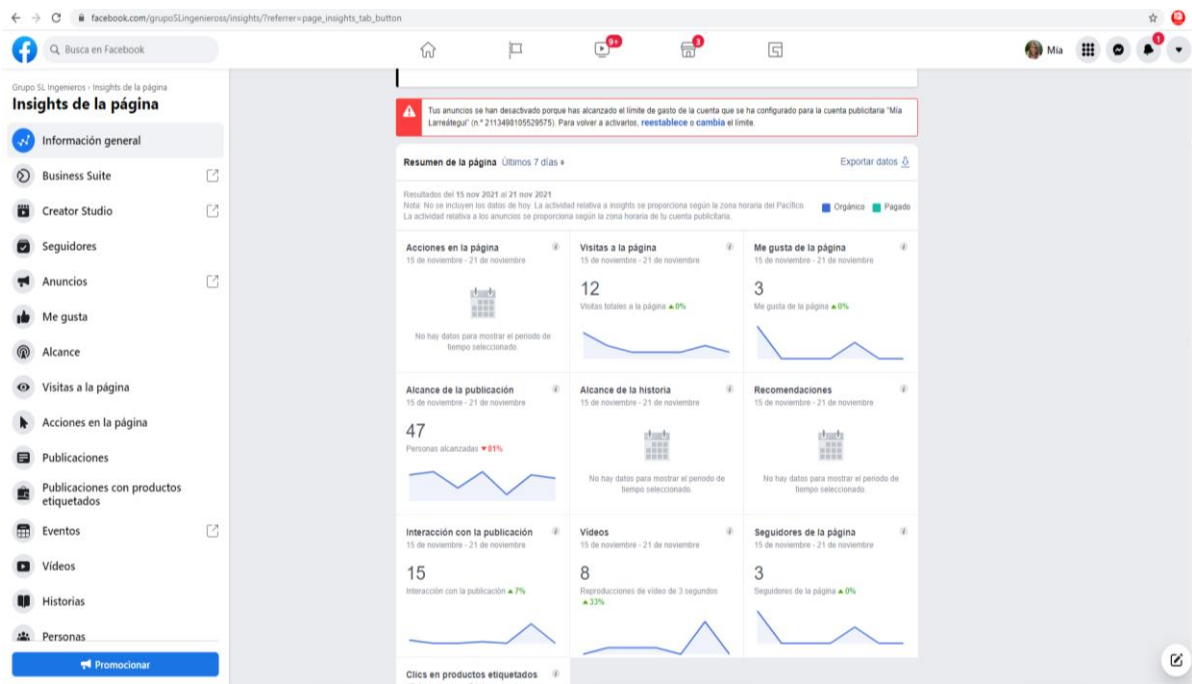 facebook.com/grupoSLingenieross/insights/?referrer=page_insights_tab_button
Busca en Facebook
9+
3
Mía
1
Grupo SL Ingenieros - Insights de la página
Insights de la página
Información general
Business Suite
Creator Studio
Seguidores
Anuncios
Me gusta
Alcance
Visitas a la página
Acciones en la página
Publicaciones
Publicaciones con productos
etiquetados
Eventos
Vídeos
Historias
Personas
Promocionar
Tus anuncios se han desactivado porque has alcanzado el límite de gasto de la cuenta que se ha configurado para la cuenta publicitaria "Mía
Larreátegui" (n.º 2113498105529575). Para volver a activarlos, reestablece o cambia el límite.
Resumen de la página Últimos 7 días
Exportar datos
Resultados del 15 nov 2021 al 21 nov 2021
Nota: No se incluyen los datos de hoy. La actividad relativa a insights se proporciona según la zona horaria del Pacífico.
La actividad relativa a los anuncios se proporciona según la zona horaria de tu cuenta publicitaria.
Orgánico Pagado
Acciones en la página
15 de noviembre - 21 de noviembre
No hay datos para mostrar el periodo de
tiempo seleccionado.
Visitas a la página
15 de noviembre - 21 de noviembre
12
Visitas totales a la página ▲0%
Me gusta de la página
15 de noviembre - 21 de noviembre
3
Me gusta de la página ▲0%
Alcance de la publicación
15 de noviembre - 21 de noviembre
47
Personas alcanzadas ▼81%
Alcance de la historia
15 de noviembre - 21 de noviembre
No hay datos para mostrar el periodo de
tiempo seleccionado.
Recomendaciones
15 de noviembre - 21 de noviembre
No hay datos para mostrar el periodo de
tiempo seleccionado.
Interacción con la publicación
15 de noviembre - 21 de noviembre
15
Interacción con la publicación ▲7%
Vídeos
15 de noviembre - 21 de noviembre
8
Reproducciones de vídeo de 3 segundos
▲33%
Seguidores de la página
15 de noviembre - 21 de noviembre
3
Seguidores de la página ▲0%
Clics en productos etiquetados